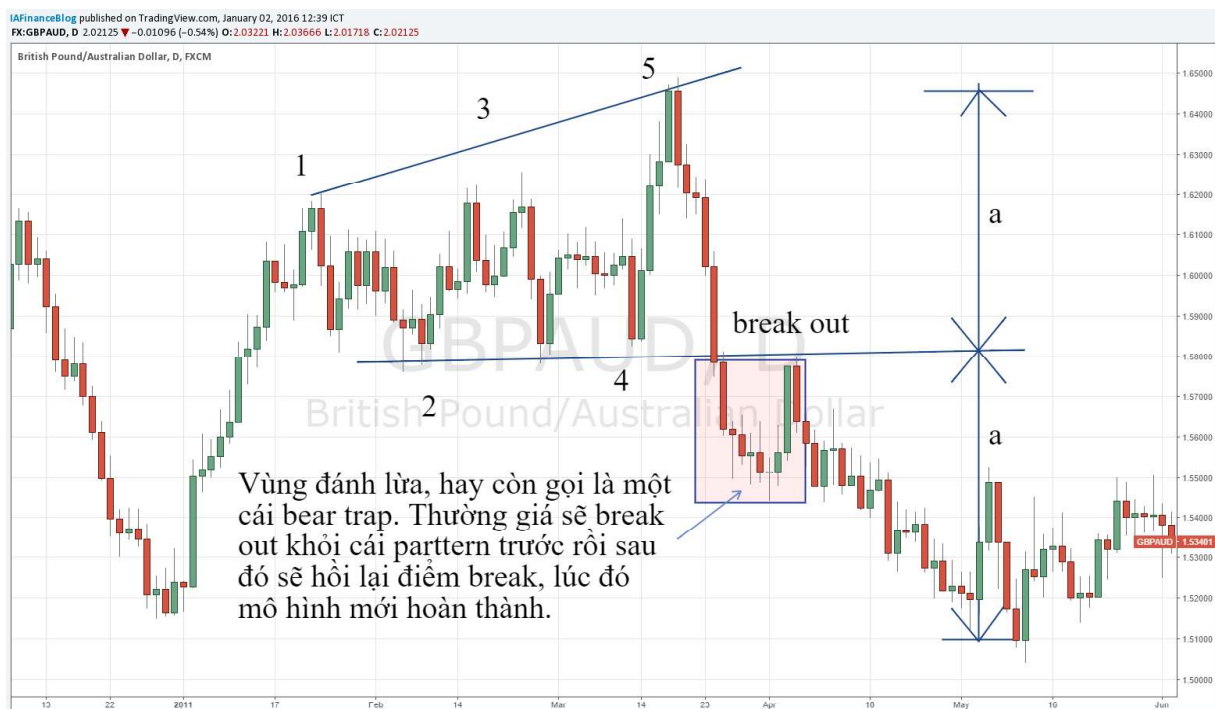 IAFinanceBlog published on TradingView.com, January 02, 2016 12:39 ICT
FX:GBPAUD, D 2.02125 ▼ −0.01096 (−0.54%) O:2.03221 H:2.03666 L:2.01718 C:2.02125
British Pound/Australian Dollar, D, FXCM
5
3
1
a
break out
GBPAUD, D
British Pound/Australian Dollar
4
2
a
Vùng đánh lừa, hay còn gọi là một
cái bear trap. Thường giá sẽ break
out khỏi cái parttern trước rồi sau
đó sẽ hồi lại điểm break, lúc đó
mô hình mới hoàn thành.
1.65000
1.64000
1.63000
1.62000
1.61000
1.60000
1.59000
1.58000
1.57000
1.56000
1.55000
1.54000
GBPAUD 1.53401
1.53000
1.52000
1.51000
1.50000
13 22 2011 17 Feb 14 Mar 14 23 Apr 18 May 16 Jun